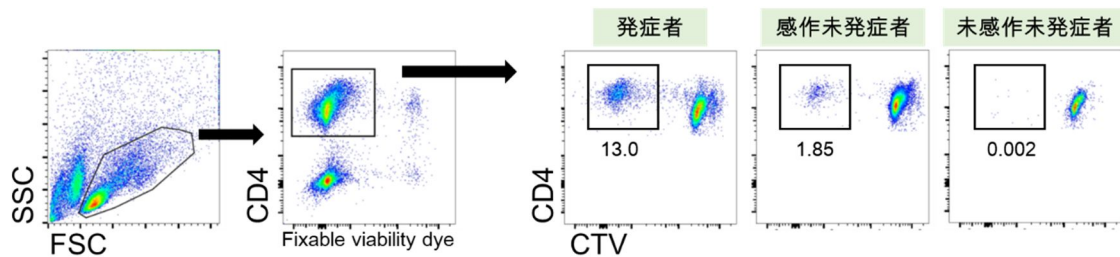 発症者
感作未発症者
未感作未発症者
SSC
FSC
CD4
Fixable viability dye
CD4
13.0
1.85
0.002
CTV